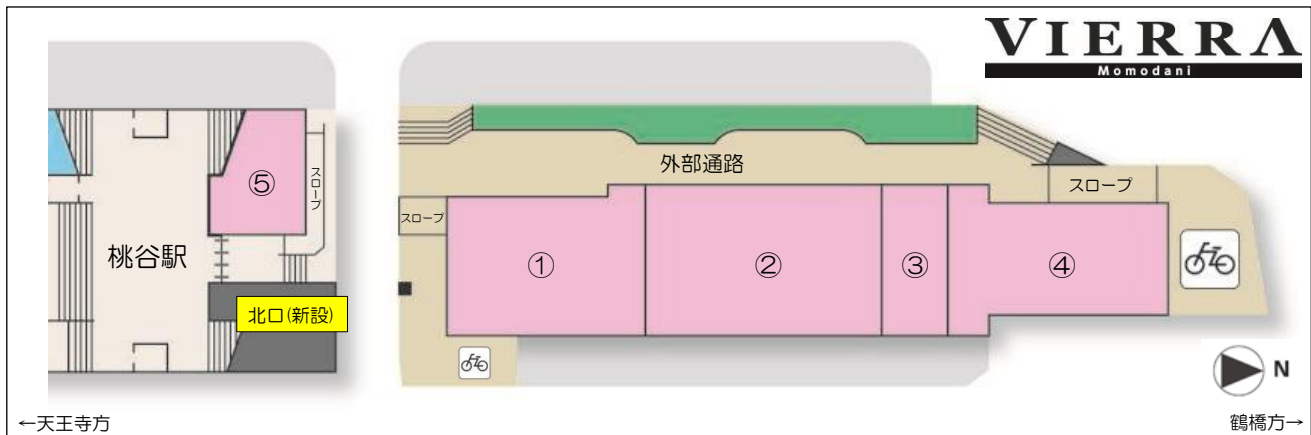 VIERRA
Momodani
⑤
スロープ
外部通路
スロープ
スロープ
桃谷駅
①
②
③
④
北口(新設)
N
←天王寺方
鶴橋方→